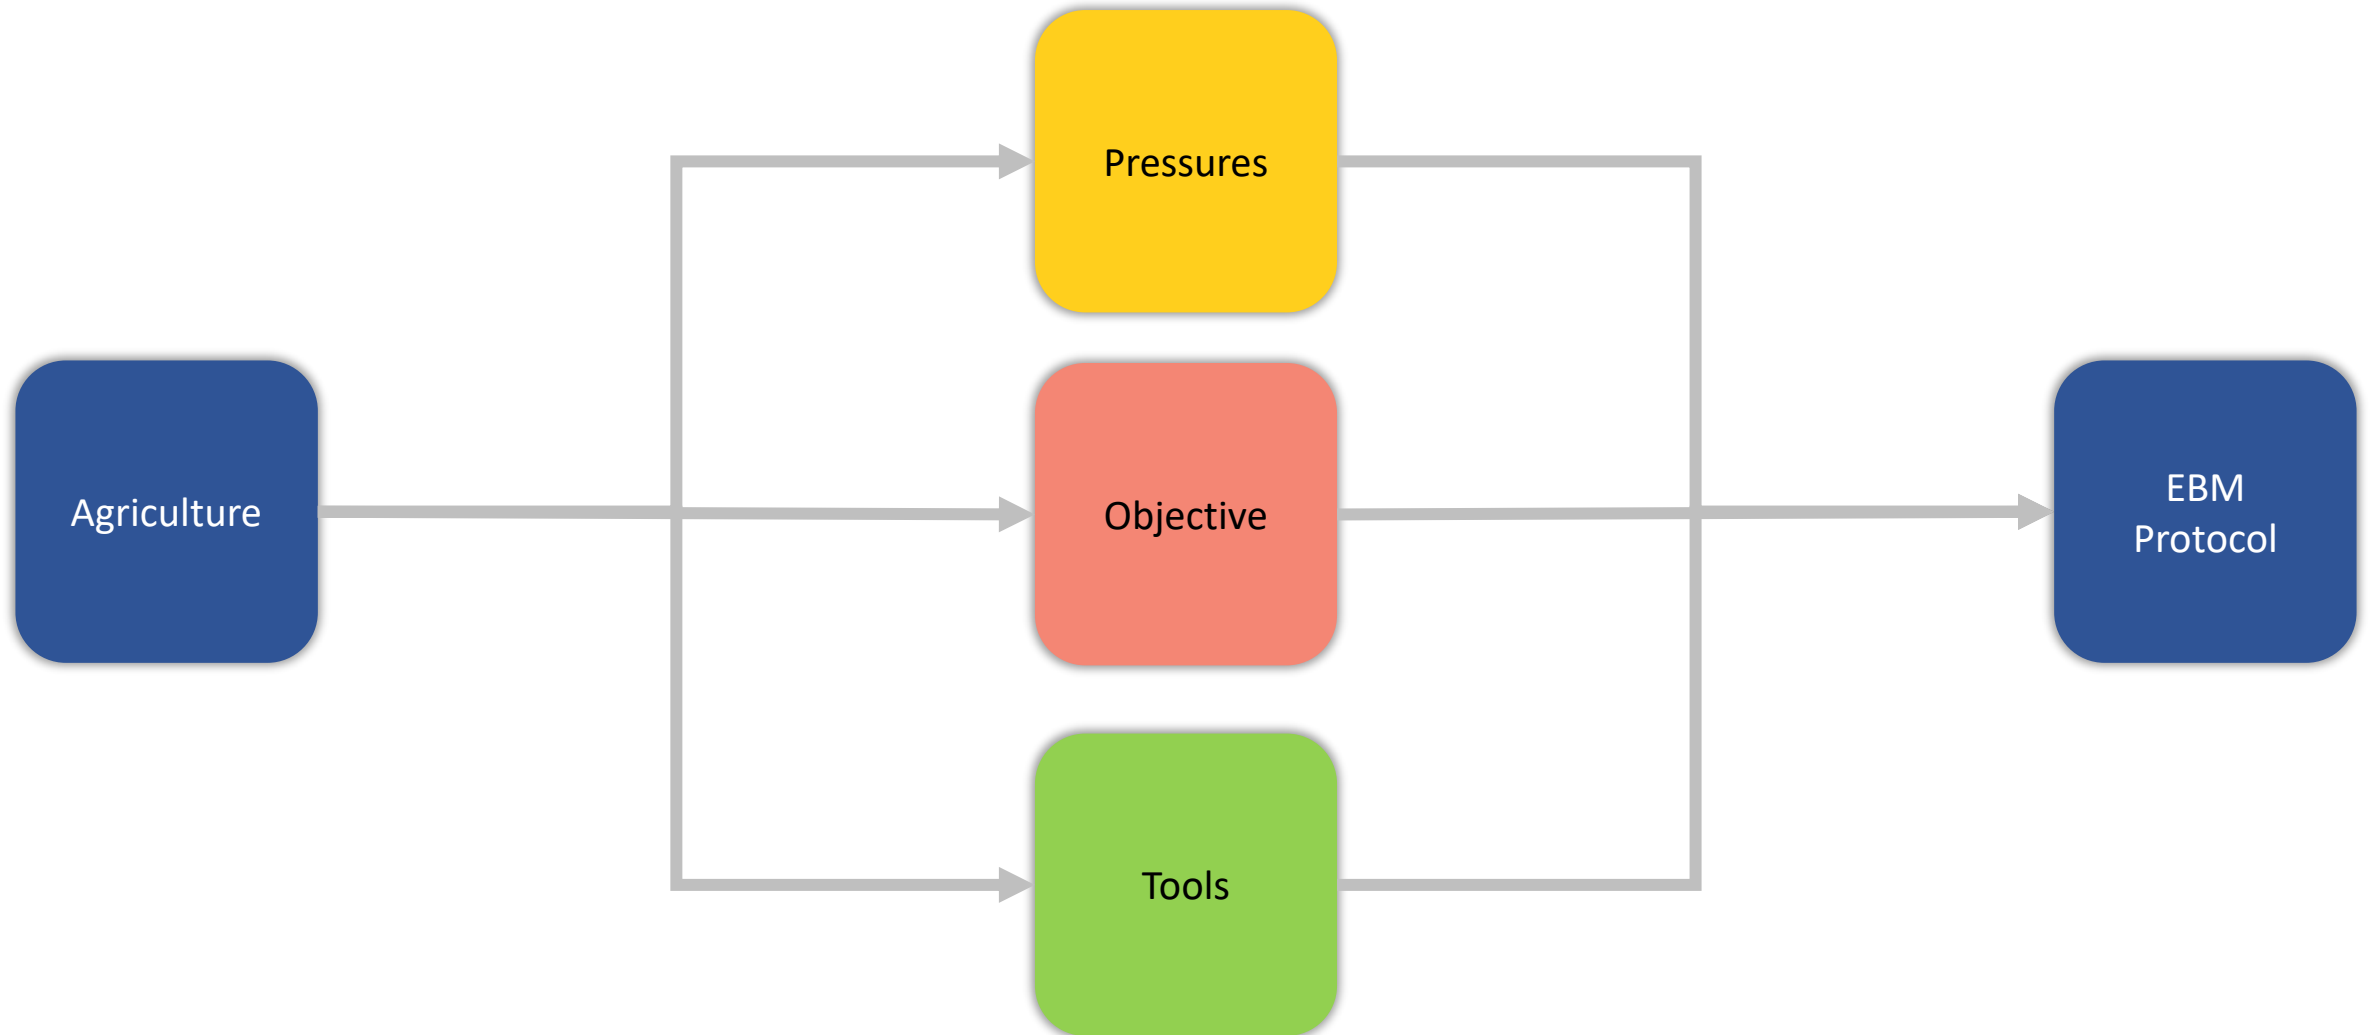 Pressures
Agriculture
Objective
EBM
Protocol
Tools